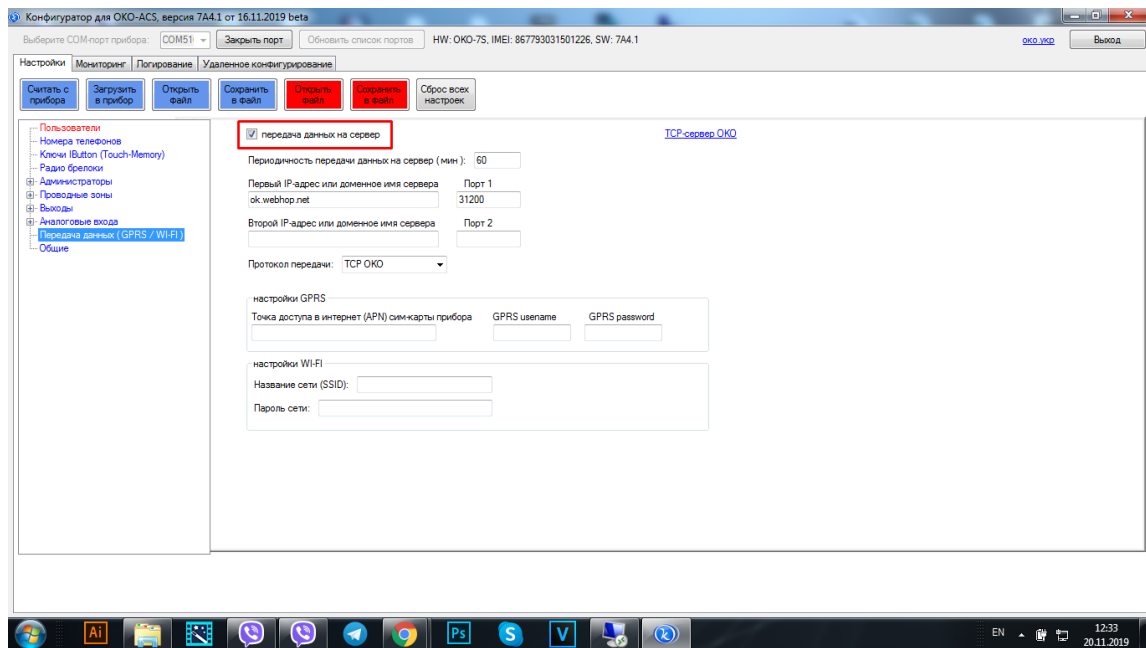 Конфигуратор для ОКО-ACS, версия 7A4.1 от 16.11.2019 beta
Выберите COM-порт прибора: COM51 Закрыть порт Обновить список портов HW: OKO-7S, IMEI: 867793031501226, SW: 7A4.1 око.укр Выход
Настройки Мониторинг Логирование Удаленное конфигурирование
Считать с прибора
Загрузить в прибор
Открыть файл
Сохранить в файл
Открыть файл
Сохранить в файл
Сброс всех настроек
Пользователи
Номера телефонов
Ключи IButton (Touch-Memory)
Радио брелоки
Администраторы
Проводные зоны
Выходы
Аналоговые входа
Передача данных ( GPRS / WI-FI )
Общие
передача данных на сервер
TCP-сервер ОКО
Периодичность передачи данных на сервер ( мин ): 60
Первый IP-адрес или доменное имя сервера Порт 1
ok.webhop.net 31200
Второй IP-адрес или доменное имя сервера Порт 2
Протокол передачи: TCP OKO
настройки GPRS
Точка доступа в интернет (APN) сим-карты прибора GPRS usename GPRS password
настройки WI-FI
Название сети (SSID):
Пароль сети:
Ai Ps S V EN 12:33
20.11.2019